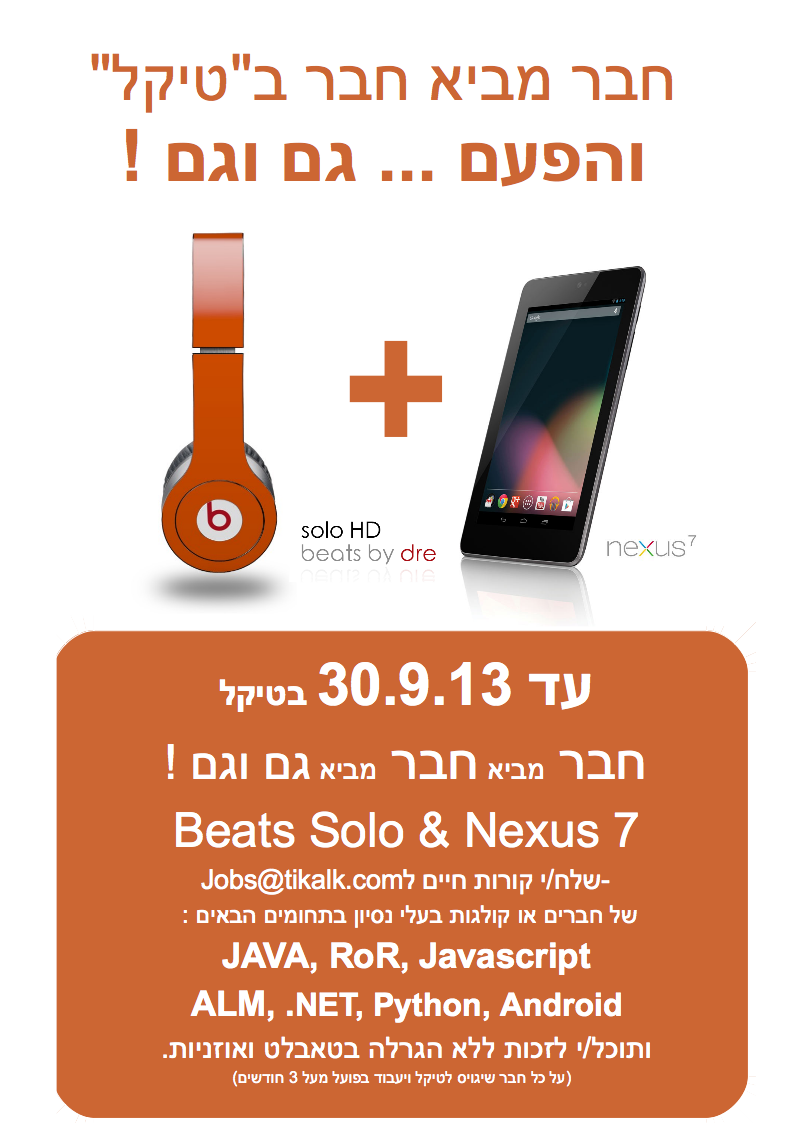 חבר מביא חבר ב"טיקל"
והפעם ... גם וגם !
solo HD
beats by dre
nexus 7
עד 30.9.13 בטיקל
חבר מביא חבר מביא גם וגם !
Beats Solo & Nexus 7
-שלח/י קורות חיים לJobs@tikalk.com
של חברים או קולגות בעלי נסיון בתחומים הבאים :
JAVA, RoR, Javascript
ALM, .NET, Python, Android
ותוכל/י לזכות ללא הגרלה בטאבלט ואוזניות.
(על כל חבר שיגויס לטיקל ויעבוד בפועל מעל 3 חודשים)